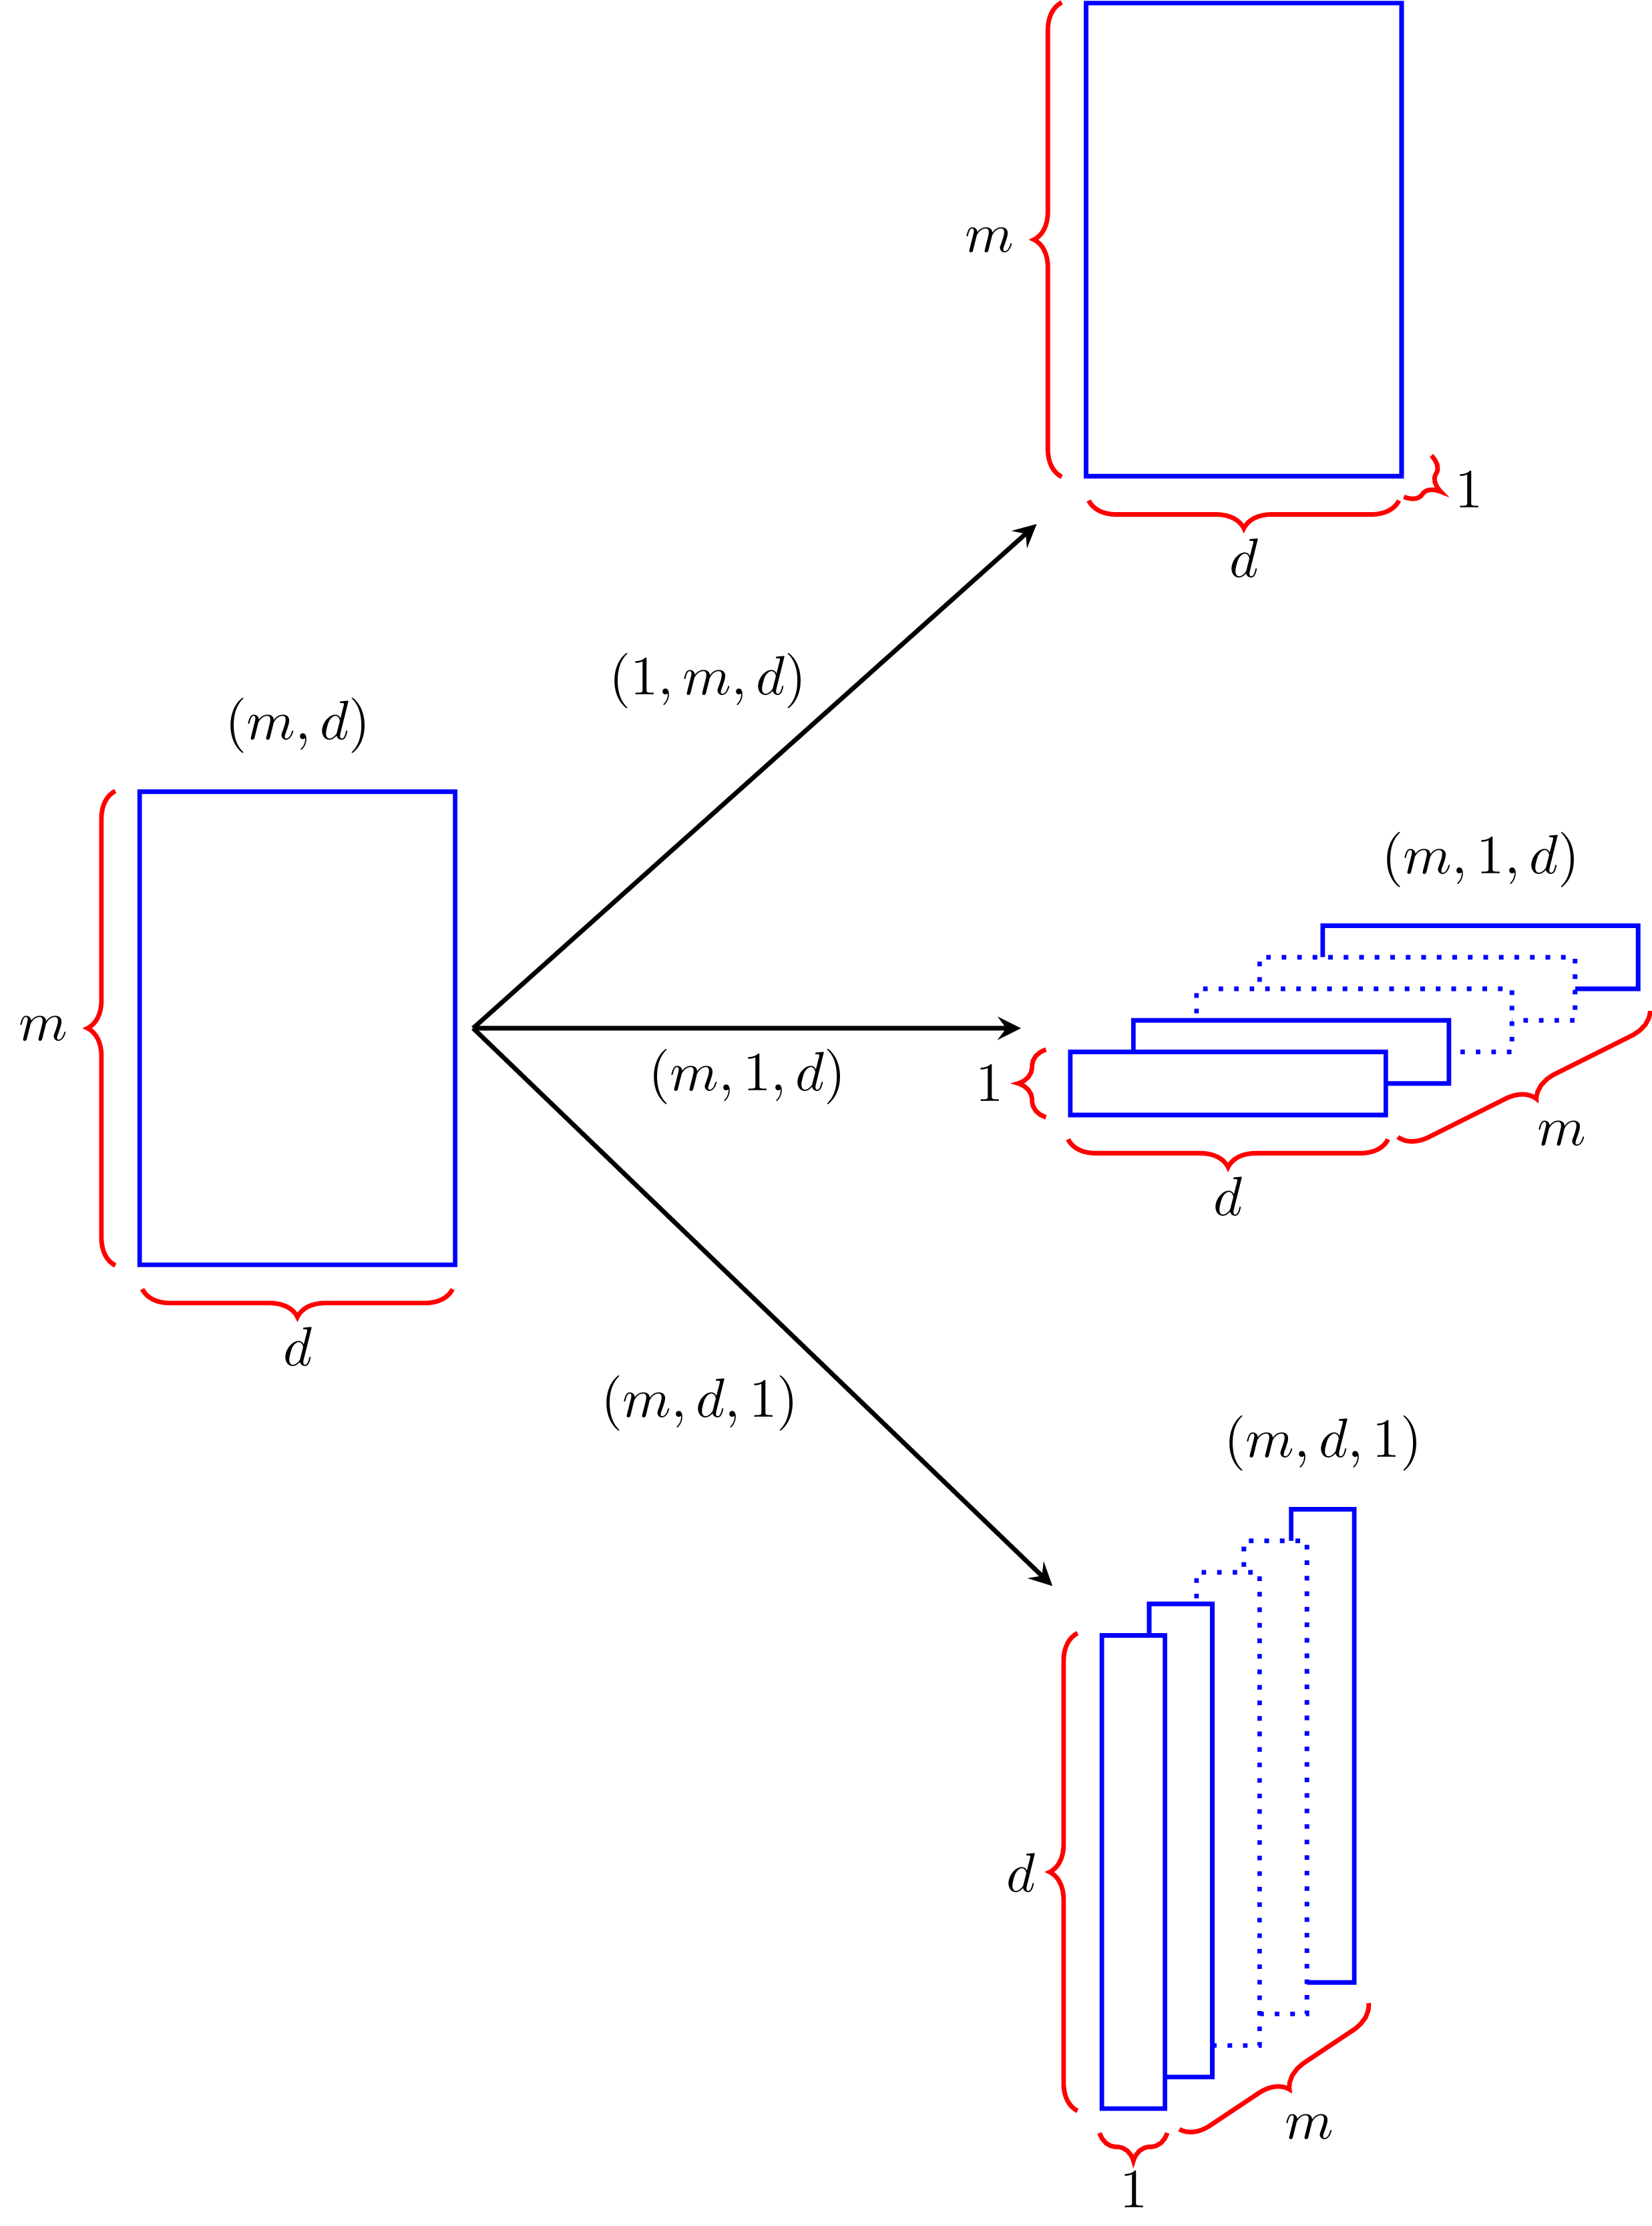 m
1
d
(1, m, d)
(m, d)
(m, 1, d)
m
1
(m, 1, d)
m
d
d
(m, d, 1)
(m, d, 1)
d
m
1